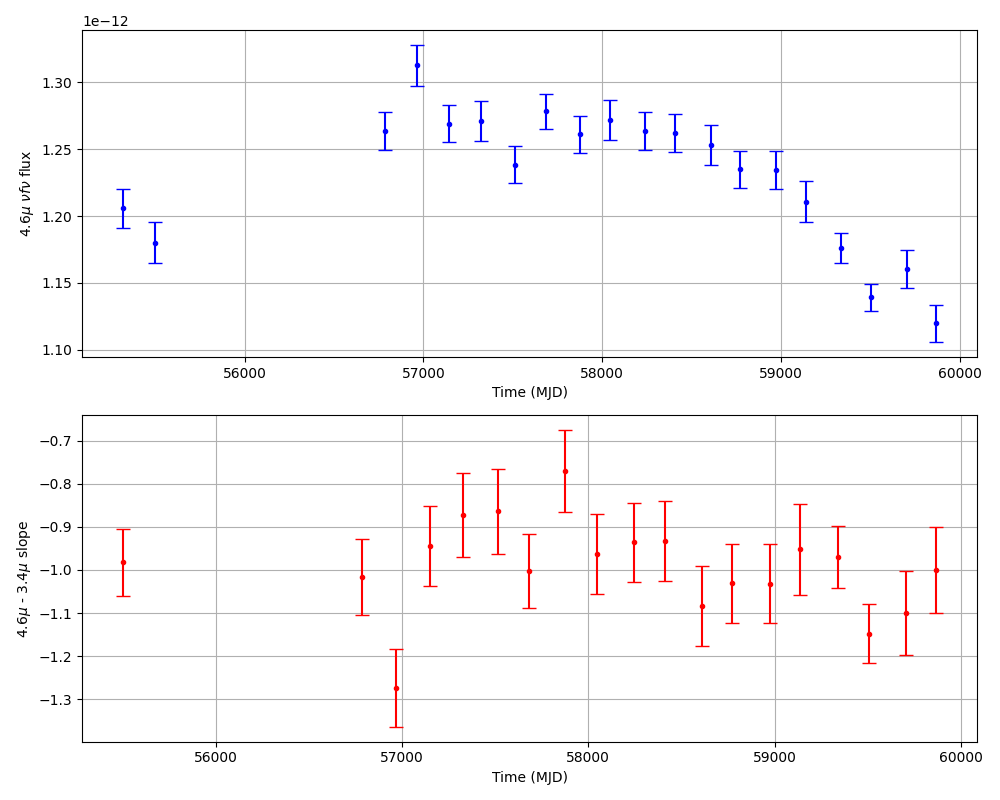 1e−12
1.30
1.25
1.20
1.15
1.10
4.6μ νfν flux
56000 57000 58000 59000 60000
Time (MJD)
−0.7
−0.8
−0.9
−1.0
−1.1
−1.2
−1.3
4.6μ - 3.4μ slope
56000 57000 58000 59000 60000
Time (MJD)